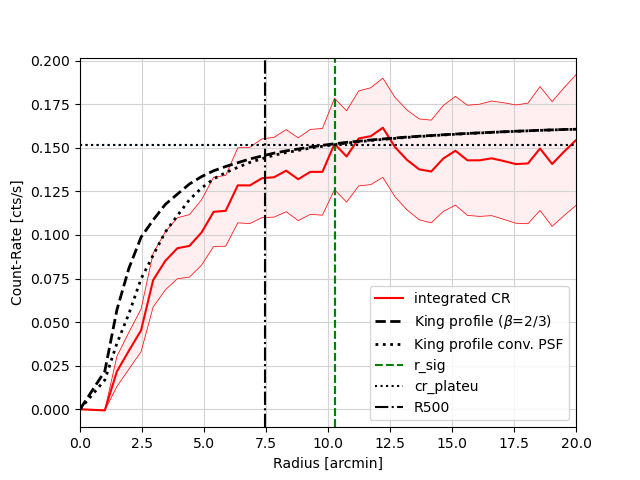 0.200
0.175
0.150
0.125
0.100
0.075
0.050
0.025
0.000
Count-Rate [cts/s]
integrated CR
King profile (β=2/3)
King profile conv. PSF
r_sig
cr_plateu
R500
0.0 2.5 5.0 7.5 10.0 12.5 15.0 17.5 20.0
Radius [arcmin]